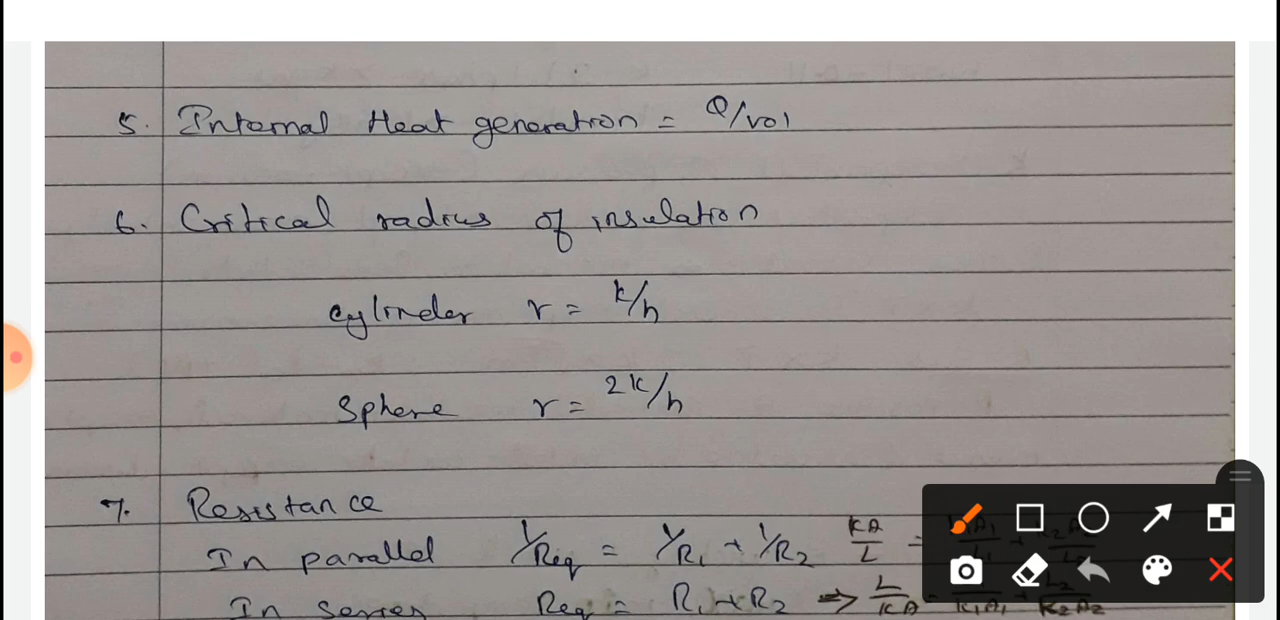 5. Internal Heat generation = Q/vol
6. Critical radius of insulation
cylinder r = k/h
Sphere r = 2k/h
7. Resistance
In parallel 1/Req = 1/R1 + 1/R2 KA/L =
In series Req = R1 + R2 ⇒ L/KA = K1A1 + L2/K2A2